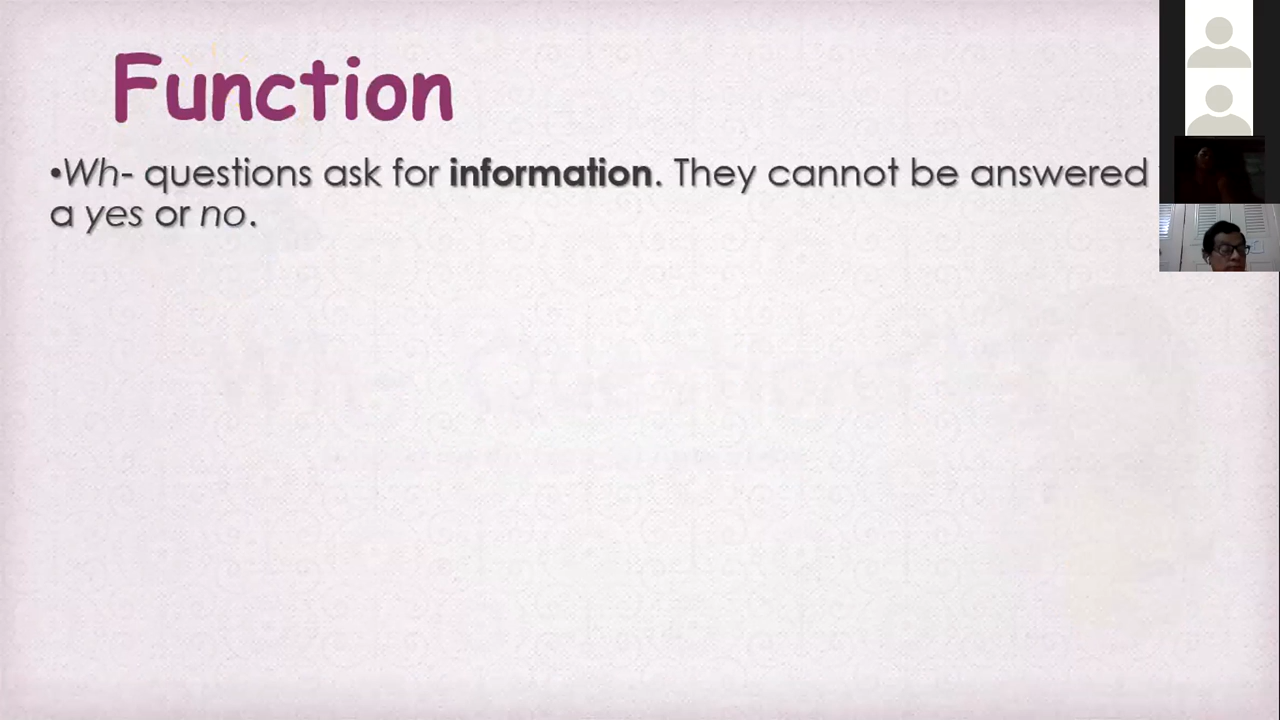 Function
•Wh- questions ask for information. They cannot be answered
a yes or no.